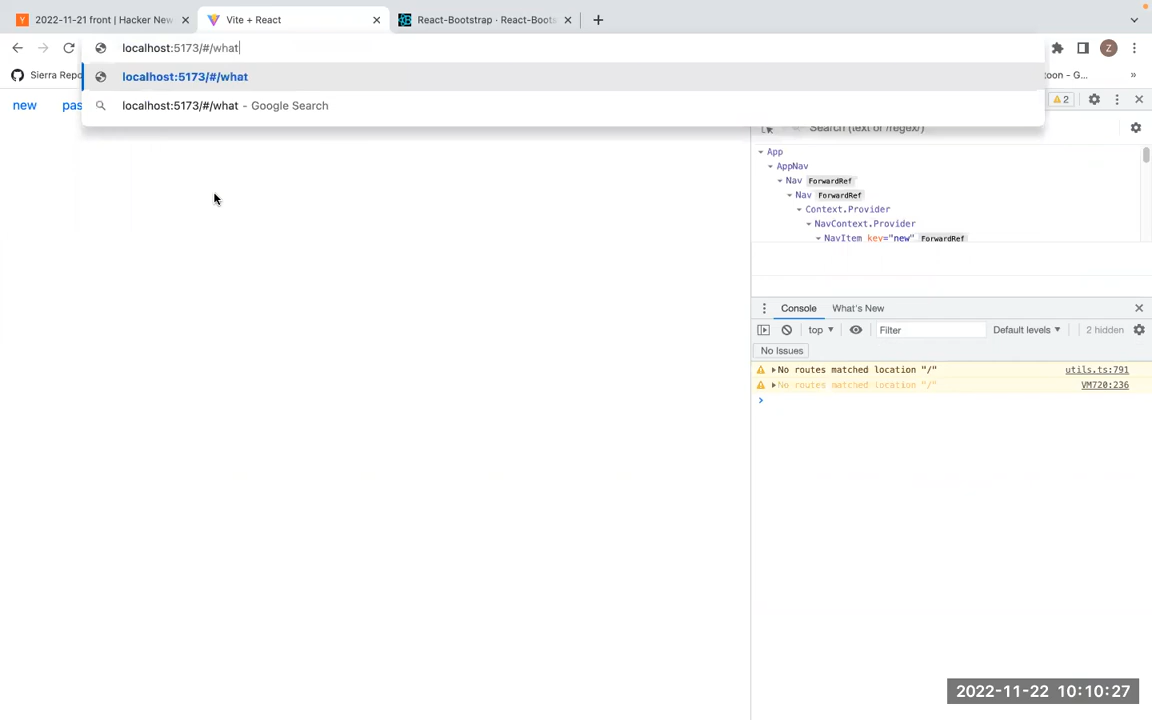 2022-11-21 front | Hacker New
Vite + React
React-Bootstrap · React-Boots
localhost:5173/#/what
Sierra Repo
localhost:5173/#/what
toon - G...
»
new
pas
localhost:5173/#/what - Google Search
2
Search (text or /regex/)
App
AppNav
Nav ForwardRef
Nav ForwardRef
Context.Provider
NavContext.Provider
NavItem key="new" ForwardRef
Console
What's New
top ▼
Filter
Default levels ▼
2 hidden
No Issues
No routes matched location "/"
utils.ts:791
No routes matched location "/"
VM720:236
2022-11-22 10:10:27